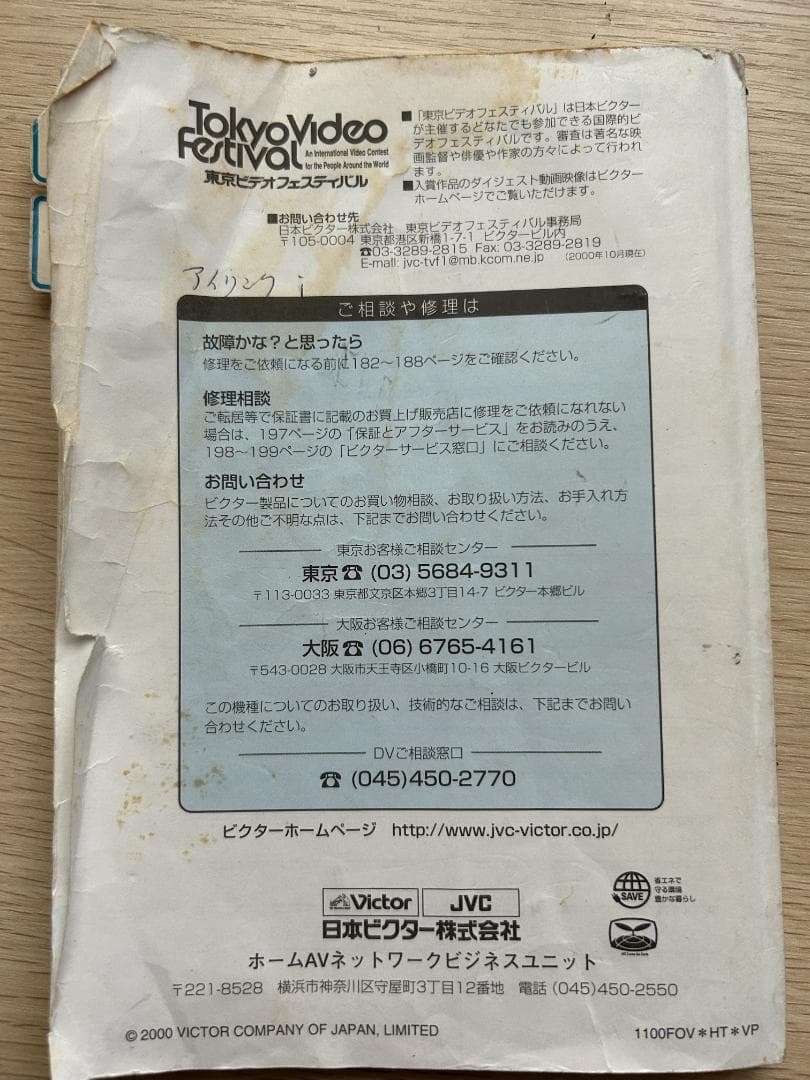 Tokyo Video
Festival An International Video Contest
for the People Around the World
東京ビデオフェスティバル
■「東京ビデオフェスティバル」は日本ビクター
が主催するどなたでも参加できる国際的ビ
デオフェスティバルです。審査は著名な映
画監督や俳優や作家の方々によって行われ
ます。
■入賞作品のダイジェスト動画映像はビクター
ホームページでご覧いただけます。
■お問い合わせ先
日本ビクター株式会社 東京ビデオフェスティバル事務局
〒105-0004 東京都港区新橋1-7-1 ビクタービル内
☎03-3289-2815 Fax: 03-3289-2819
E-mail: jvc-tvf1@mb.kcom.ne.jp (2000年10月現在)
アイリンク i
ご相談や修理は
故障かな？と思ったら
修理をご依頼になる前に182～188ページをご確認ください。
修理相談
ご転居等で保証書に記載のお買上げ販売店に修理をご依頼になれない
場合は、197ページの「保証とアフターサービス」をお読みのうえ、
198～199ページの「ビクターサービス窓口」にご相談ください。
お問い合わせ
ビクター製品についてのお買い物相談、お取り扱い方法、お手入れ方
法その他ご不明な点は、下記までお問い合わせください。
東京お客様ご相談センター
東京☎ (03) 5684-9311
〒113-0033 東京都文京区本郷3丁目14-7 ビクター本郷ビル
大阪お客様ご相談センター
大阪☎ (06) 6765-4161
〒543-0028 大阪市天王寺区小橋町10-16 大阪ビクタービル
この機種についてのお取り扱い、技術的なご相談は、下記までお問い
合わせください。
DVご相談窓口
☎ (045)450-2770
ビクターホームページ http://www.jvc-victor.co.jp/
SAVE
省エネで
守る環境
豊かな暮らし
Victor JVC
日本ビクター株式会社
ホームAVネットワークビジネスユニット
〒221-8528 横浜市神奈川区守屋町3丁目12番地 電話 (045)450-2550
© 2000 VICTOR COMPANY OF JAPAN, LIMITED
1100FOV＊HT＊VP